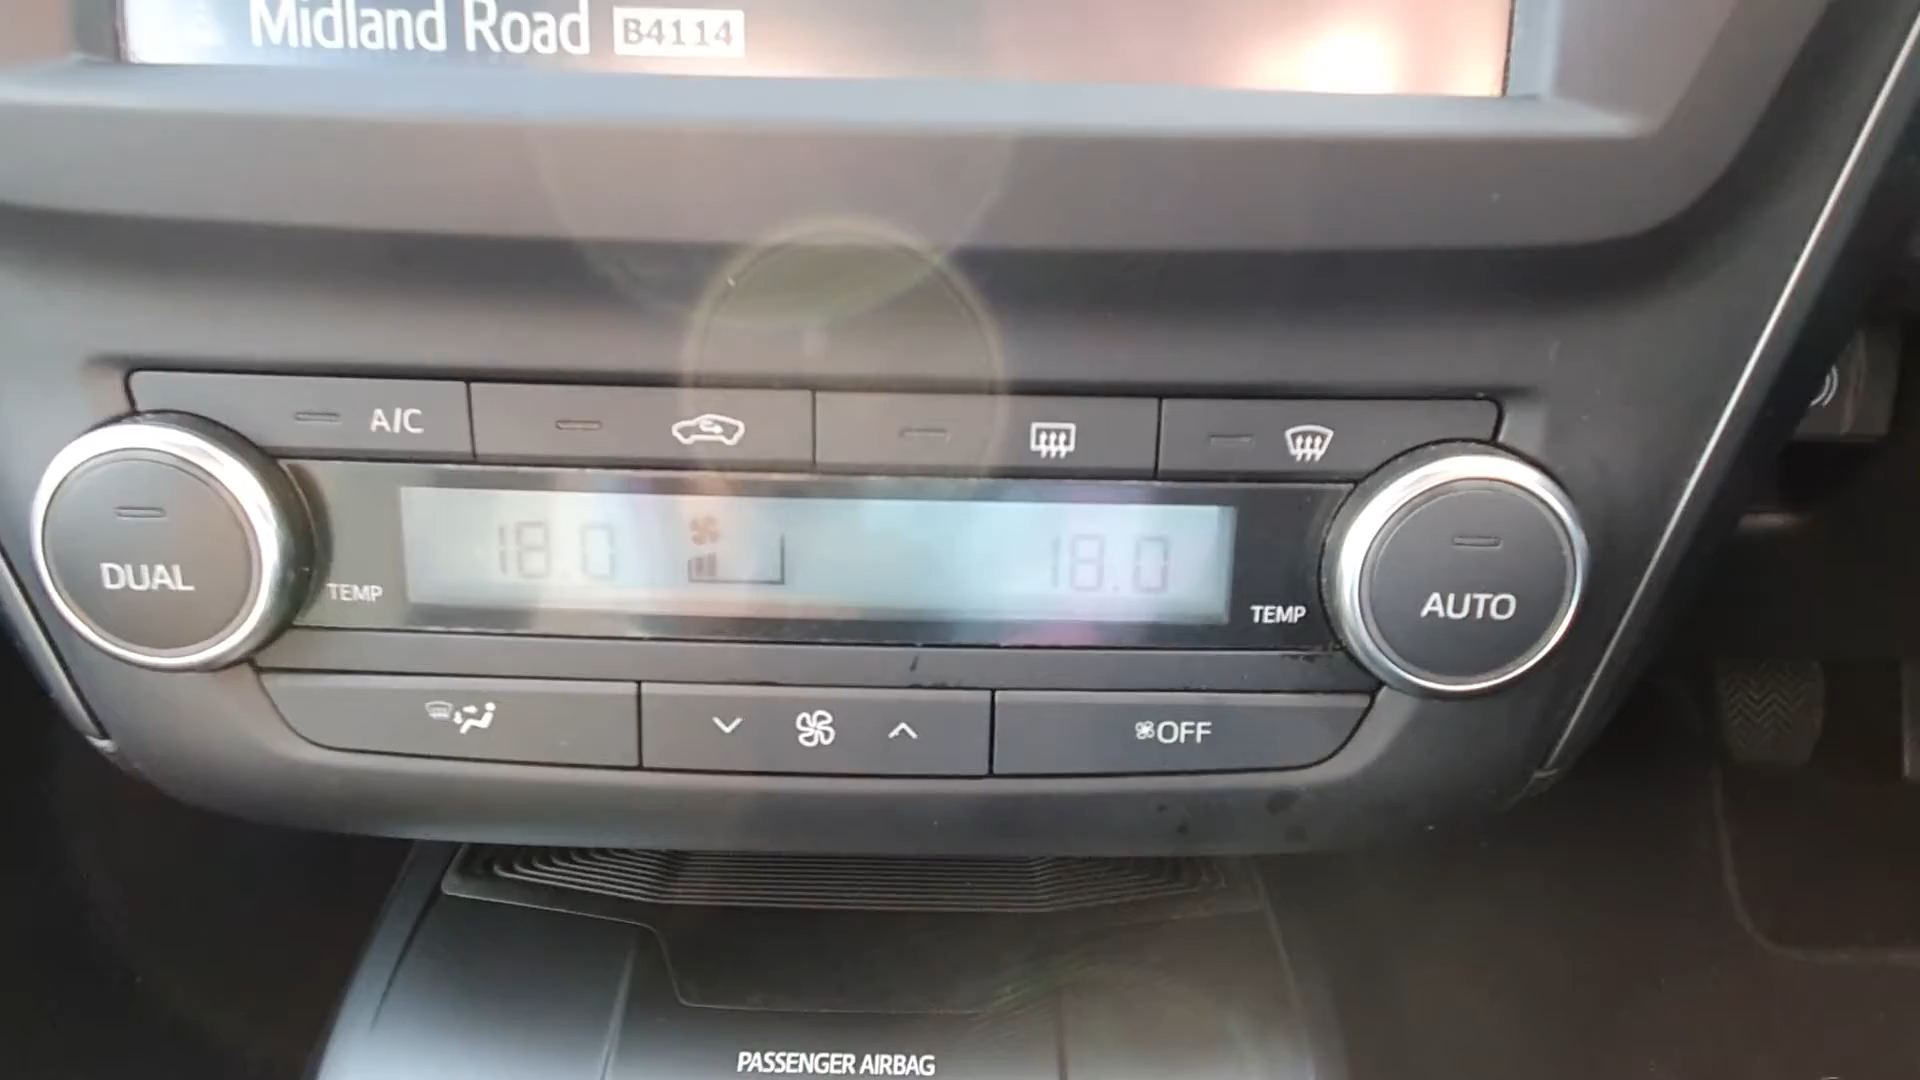 Midland Road B4114
A/C
DUAL
18.0 18.0
TEMP TEMP
AUTO
OFF
PASSENGER AIRBAG